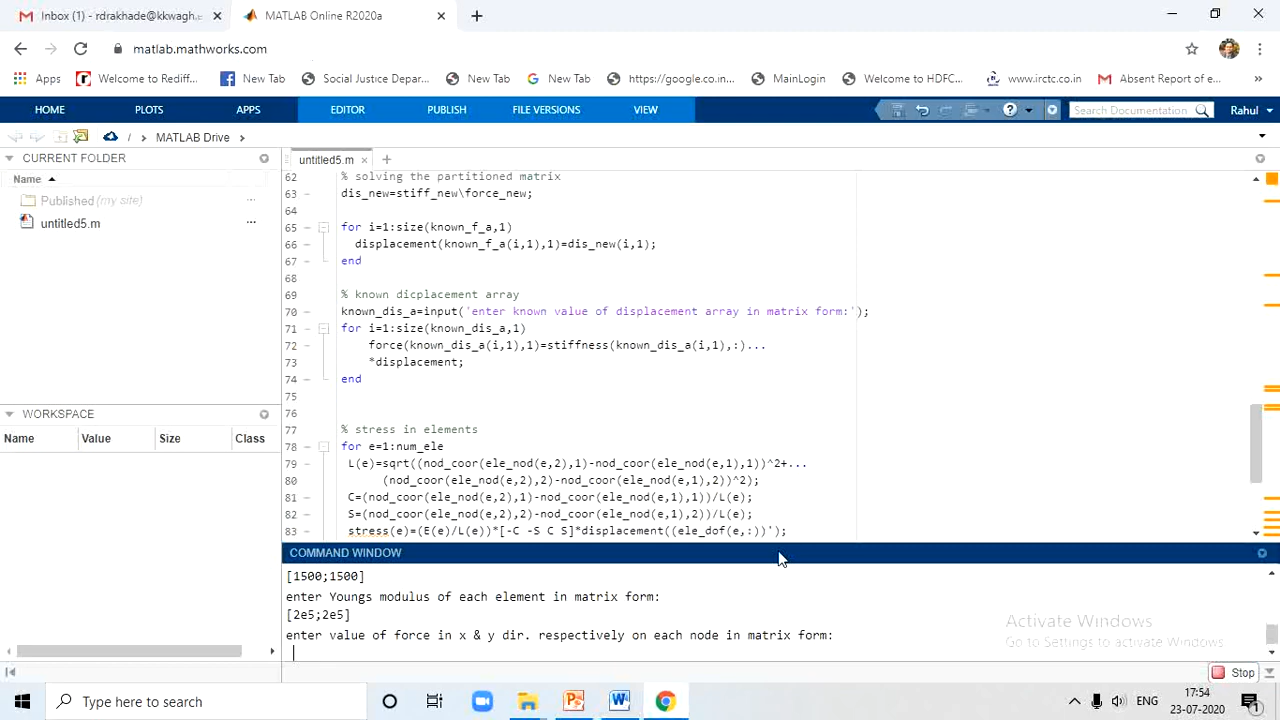 Inbox (1) - rdrakhade@kkwagh...
MATLAB Online R2020a
matlab.mathworks.com
Apps
Welcome to Rediff...
New Tab
Social Justice Depar...
New Tab
New Tab
https://google.co.in...
MainLogin
Welcome to HDFC...
www.irctc.co.in
Absent Report of e...
»
HOME
PLOTS
APPS
EDITOR
PUBLISH
FILE VERSIONS
VIEW
Search Documentation
Rahul
/ MATLAB Drive
CURRENT FOLDER
Name
Published (my site)
untitled5.m
WORKSPACE
Name Value Size Class
untitled5.m
62 % solving the partitioned matrix
63 dis_new=stiff_new\force_new;
64
65 for i=1:size(known_f_a,1)
66 displacement(known_f_a(i,1),1)=dis_new(i,1);
67 end
68
69 % known dicplacement array
70 known_dis_a=input('enter known value of displacement array in matrix form:');
71 for i=1:size(known_dis_a,1)
72 force(known_dis_a(i,1),1)=stiffness(known_dis_a(i,1),:)...
73 *displacement;
74 end
75
76
77 % stress in elements
78 for e=1:num_ele
79 L(e)=sqrt((nod_coor(ele_nod(e,2),1)-nod_coor(ele_nod(e,1),1))^2+...
80 (nod_coor(ele_nod(e,2),2)-nod_coor(ele_nod(e,1),2))^2);
81 C=(nod_coor(ele_nod(e,2),1)-nod_coor(ele_nod(e,1),1))/L(e);
82 S=(nod_coor(ele_nod(e,2),2)-nod_coor(ele_nod(e,1),2))/L(e);
83 stress(e)=(E(e)/L(e))*[-C -S C S]*displacement((ele_dof(e,:))');
COMMAND WINDOW
[1500;1500]
enter Youngs modulus of each element in matrix form:
[2e5;2e5]
enter value of force in x & y dir. respectively on each node in matrix form:
Activate Windows
Go to Settings to activate Windows
Stop
Type here to search
ENG
17:54
23-07-2020